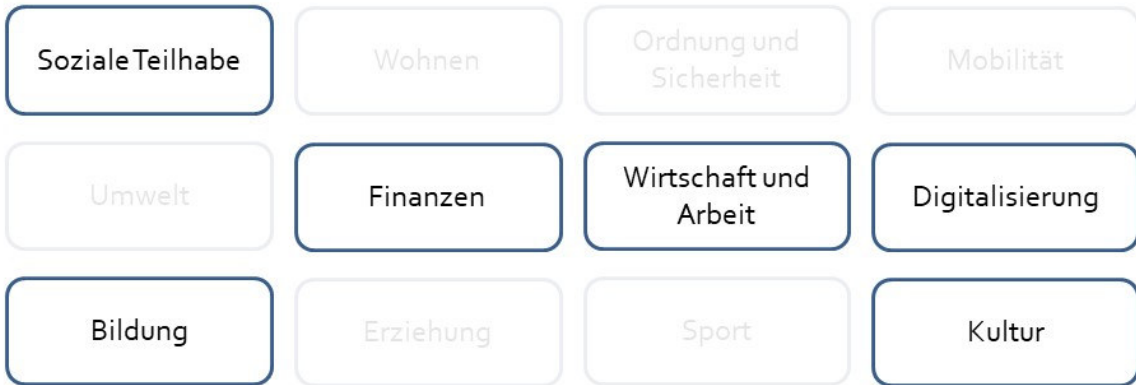 Soziale Teilhabe
Wohnen
Ordnung und
Sicherheit
Mobilität
Umwelt
Finanzen
Wirtschaft und
Arbeit
Digitalisierung
Bildung
Erziehung
Sport
Kultur